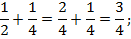 1/2 + 1/4 = 2/4 + 1/4 = 3/4 ;